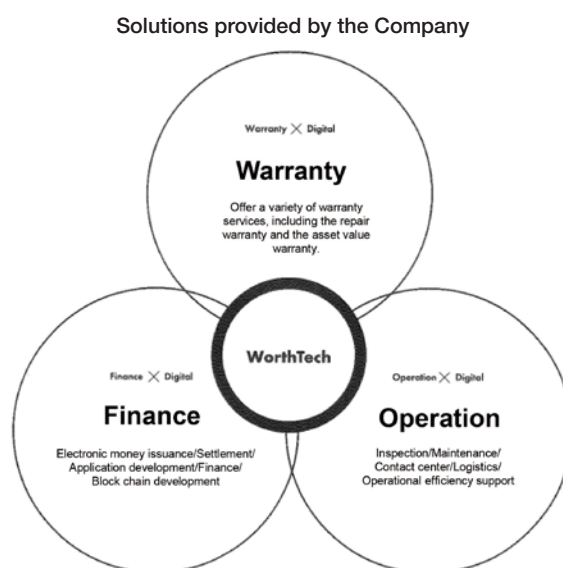 Solutions provided by the Company
Warranty × Digital
Warranty
Offer a variety of warranty
services, including the repair
warranty and the asset value
warranty.
WorthTech
Finance × Digital
Finance
Electronic money issuance/Settlement/
Application development/Finance/
Block chain development
Operation × Digital
Operation
Inspection/Maintenance/
Contact center/Logistics/
Operational efficiency support